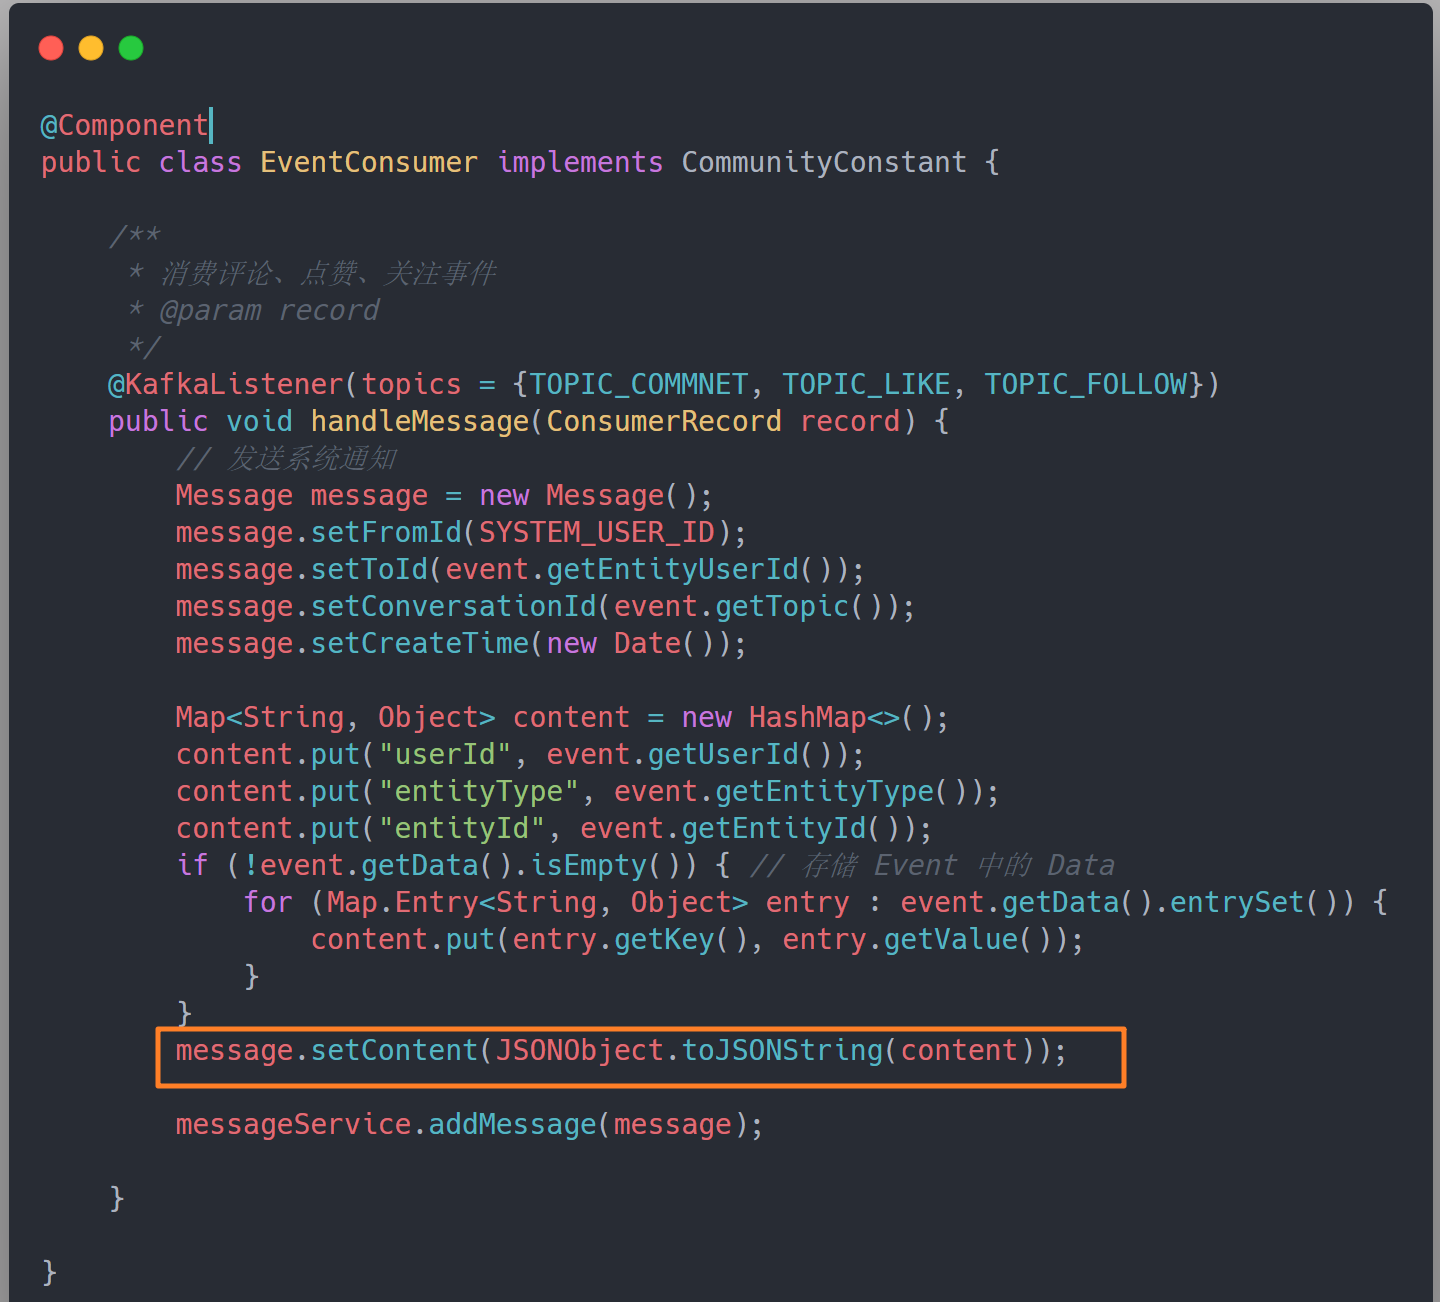 @Component
public class EventConsumer implements CommunityConstant {
/**
* 消费评论、点赞、关注事件
* @param record
*/
@KafkaListener(topics = {TOPIC_COMMNET, TOPIC_LIKE, TOPIC_FOLLOW})
public void handleMessage(ConsumerRecord record) {
// 发送系统通知
Message message = new Message();
message.setFromId(SYSTEM_USER_ID);
message.setToId(event.getEntityUserId());
message.setConversationId(event.getTopic());
message.setCreateTime(new Date());
Map<String, Object> content = new HashMap<>();
content.put("userId", event.getUserId());
content.put("entityType", event.getEntityType());
content.put("entityId", event.getEntityId());
if (!event.getData().isEmpty()) { // 存储 Event 中的 Data
for (Map.Entry<String, Object> entry : event.getData().entrySet()) {
content.put(entry.getKey(), entry.getValue());
}
}
message.setContent(JSONObject.toJSONString(content));
messageService.addMessage(message);
}
}